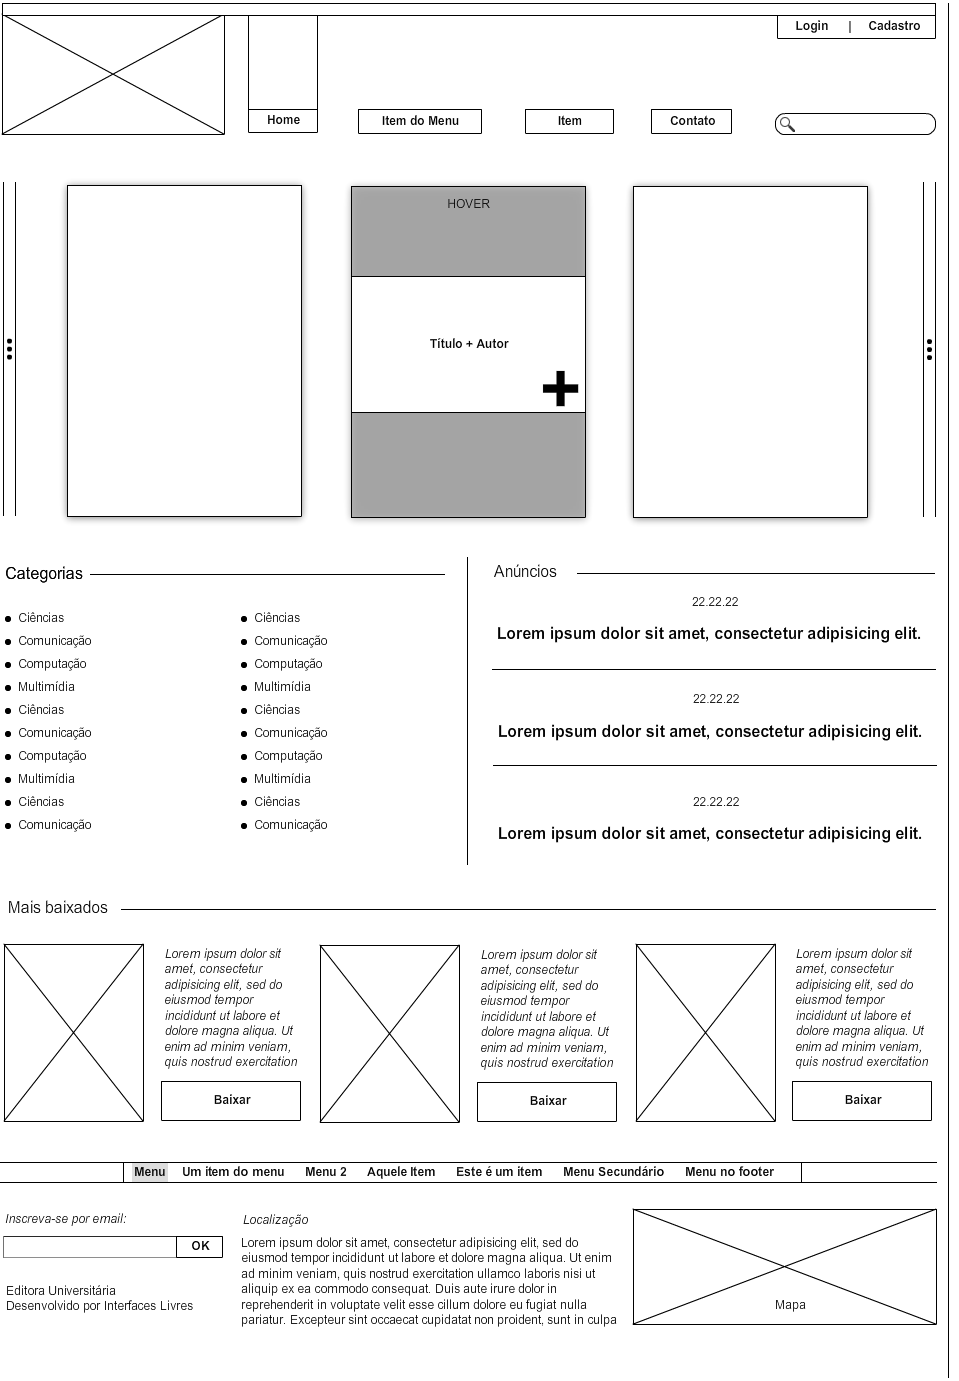 Login | Cadastro
Home
Item do Menu
Item
Contato
HOVER
Título + Autor
Categorias
Ciências
Comunicação
Computação
Multimídia
Ciências
Comunicação
Computação
Multimídia
Ciências
Comunicação
Ciências
Comunicação
Computação
Multimídia
Ciências
Comunicação
Computação
Multimídia
Ciências
Comunicação
Anúncios
22.22.22
Lorem ipsum dolor sit amet, consectetur adipisicing elit.
22.22.22
Lorem ipsum dolor sit amet, consectetur adipisicing elit.
22.22.22
Lorem ipsum dolor sit amet, consectetur adipisicing elit.
Mais baixados
Lorem ipsum dolor sit
amet, consectetur
adipisicing elit, sed do
eiusmod tempor
incididunt ut labore et
dolore magna aliqua. Ut
enim ad minim veniam,
quis nostrud exercitation
Baixar
Lorem ipsum dolor sit
amet, consectetur
adipisicing elit, sed do
eiusmod tempor
incididunt ut labore et
dolore magna aliqua. Ut
enim ad minim veniam,
quis nostrud exercitation
Baixar
Lorem ipsum dolor sit
amet, consectetur
adipisicing elit, sed do
eiusmod tempor
incididunt ut labore et
dolore magna aliqua. Ut
enim ad minim veniam,
quis nostrud exercitation
Baixar
Menu Um item do menu Menu 2 Aquele Item Este é um item Menu Secundário Menu no footer
Inscreva-se por email:
OK
Editora Universitária
Desenvolvido por Interfaces Livres
Localização
Lorem ipsum dolor sit amet, consectetur adipisicing elit, sed do
eiusmod tempor incididunt ut labore et dolore magna aliqua. Ut enim
ad minim veniam, quis nostrud exercitation ullamco laboris nisi ut
aliquip ex ea commodo consequat. Duis aute irure dolor in
reprehenderit in voluptate velit esse cillum dolore eu fugiat nulla
pariatur. Excepteur sint occaecat cupidatat non proident, sunt in culpa
Mapa